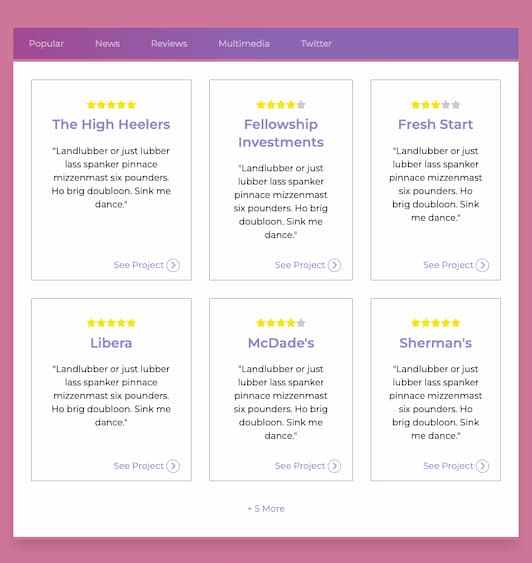 Popular News Reviews Multimedia Twitter
The High Heelers
"Landlubber or just lubber
lass spanker pinnace
mizzenmast six pounders.
Ho brig doubloon. Sink me
dance."
See Project
Fellowship
Investments
"Landlubber or just
lubber lass spanker
pinnace mizzenmast
six pounders. Ho brig
doubloon. Sink me
dance."
See Project
Fresh Start
"Landlubber or just
lubber lass spanker
pinnace mizzenmast
six pounders. Ho
brig doubloon. Sink
me dance."
See Project
Libera
"Landlubber or just lubber
lass spanker pinnace
mizzenmast six pounders.
Ho brig doubloon. Sink me
dance."
See Project
McDade's
"Landlubber or just
lubber lass spanker
pinnace mizzenmast
six pounders. Ho brig
doubloon. Sink me
dance."
See Project
Sherman's
"Landlubber or just
lubber lass spanker
pinnace mizzenmast
six pounders. Ho
brig doubloon. Sink
me dance."
See Project
+ 5 More